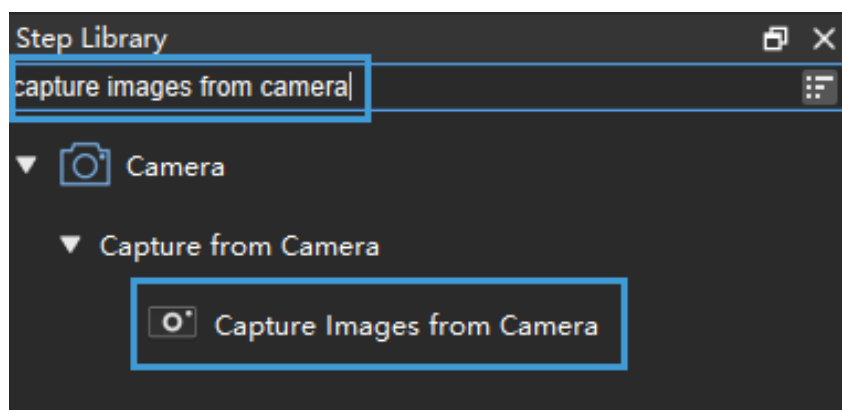 Step Library
capture images from camera
Camera
Capture from Camera
Capture Images from Camera